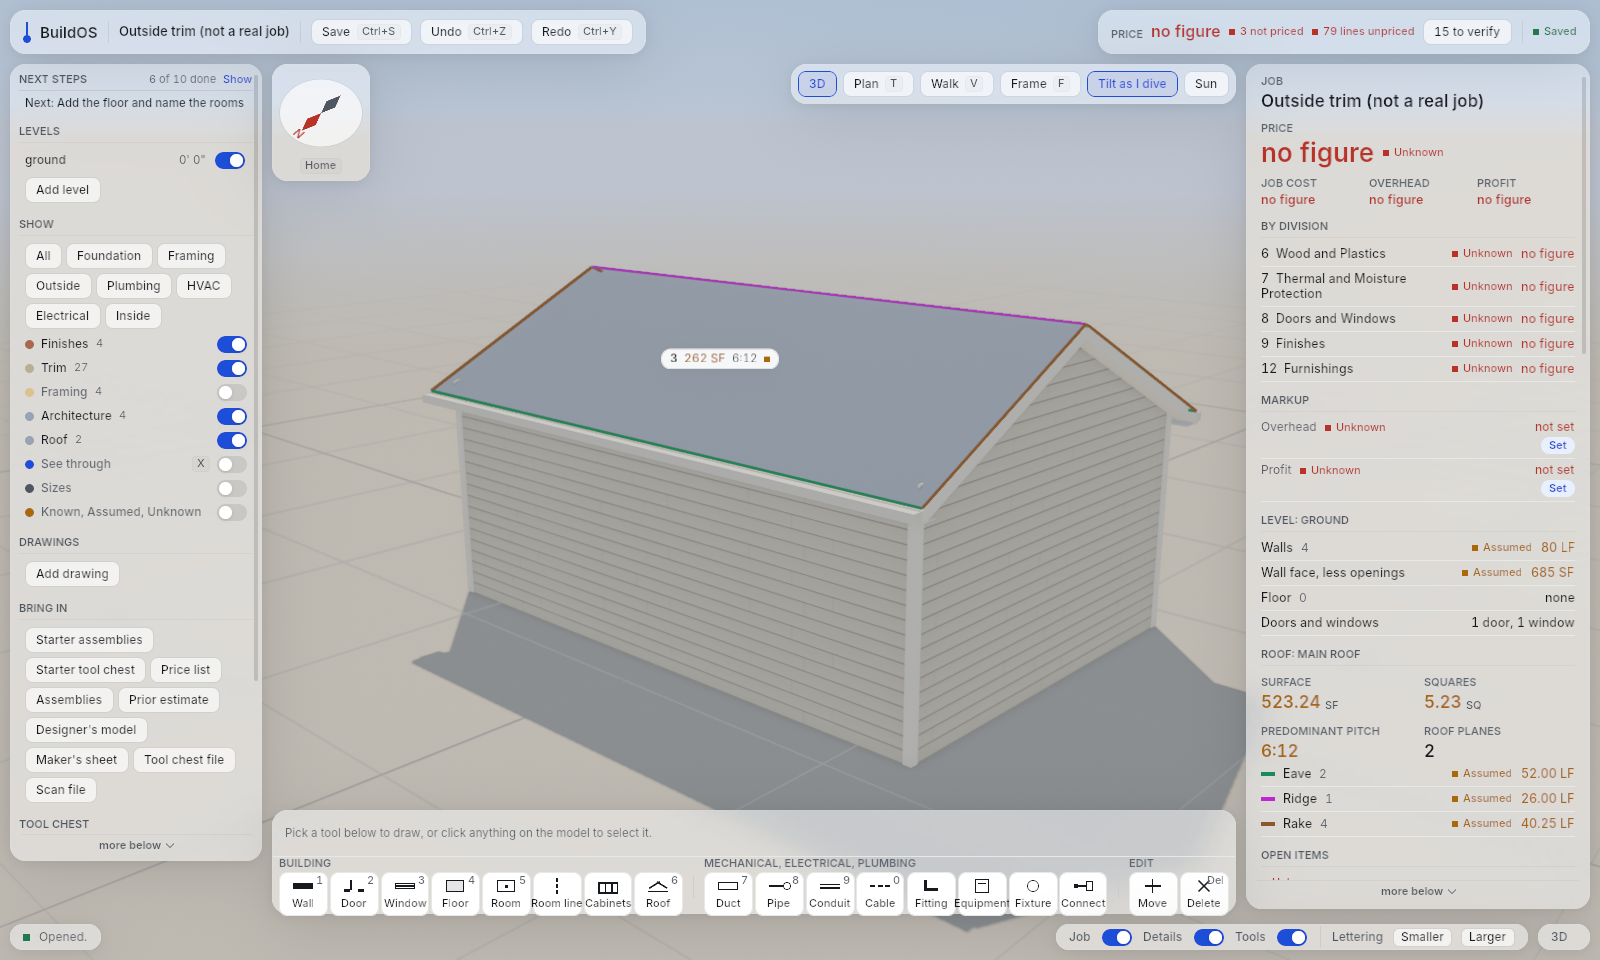 BuildOS
Outside trim (not a real job)
Save Ctrl+S
Undo Ctrl+Z
Redo Ctrl+Y
PRICE no figure 3 not priced 79 lines unpriced 15 to verify Saved
NEXT STEPS 6 of 10 done Show
Next: Add the floor and name the rooms
LEVELS
ground 0' 0"
Add level
SHOW
All Foundation Framing
Outside Plumbing HVAC
Electrical Inside
Finishes 4
Trim 27
Framing 4
Architecture 4
Roof 2
See through X
Sizes
Known, Assumed, Unknown
DRAWINGS
Add drawing
BRING IN
Starter assemblies
Starter tool chest Price list
Assemblies Prior estimate
Designer's model
Maker's sheet Tool chest file
Scan file
TOOL CHEST
more below
N
Home
3D Plan T Walk V Frame F Tilt as I dive Sun
3 262 SF 6:12
Pick a tool below to draw, or click anything on the model to select it.
BUILDING
Wall 1
Door 2
Window 3
Floor 4
Room 5
Room line
Cabinets
Roof 6
MECHANICAL, ELECTRICAL, PLUMBING
Duct 7
Pipe 8
Conduit 9
Cable 0
Fitting
Equipment
Fixture
Connect
EDIT
Move
Delete Del
JOB
Outside trim (not a real job)
PRICE
no figure Unknown
JOB COST OVERHEAD PROFIT
no figure no figure no figure
BY DIVISION
6 Wood and Plastics Unknown no figure
7 Thermal and Moisture
Protection Unknown no figure
8 Doors and Windows Unknown no figure
9 Finishes Unknown no figure
12 Furnishings Unknown no figure
MARKUP
Overhead Unknown not set
Set
Profit Unknown not set
Set
LEVEL: GROUND
Walls 4 Assumed 80 LF
Wall face, less openings Assumed 685 SF
Floor 0 none
Doors and windows 1 door, 1 window
ROOF: MAIN ROOF
SURFACE SQUARES
523.24 SF 5.23 SQ
PREDOMINANT PITCH ROOF PLANES
6:12 2
Eave 2 Assumed 52.00 LF
Ridge 1 Assumed 26.00 LF
Rake 4 Assumed 40.25 LF
OPEN ITEMS
more below
Opened.
Job Details Tools Lettering Smaller Larger 3D